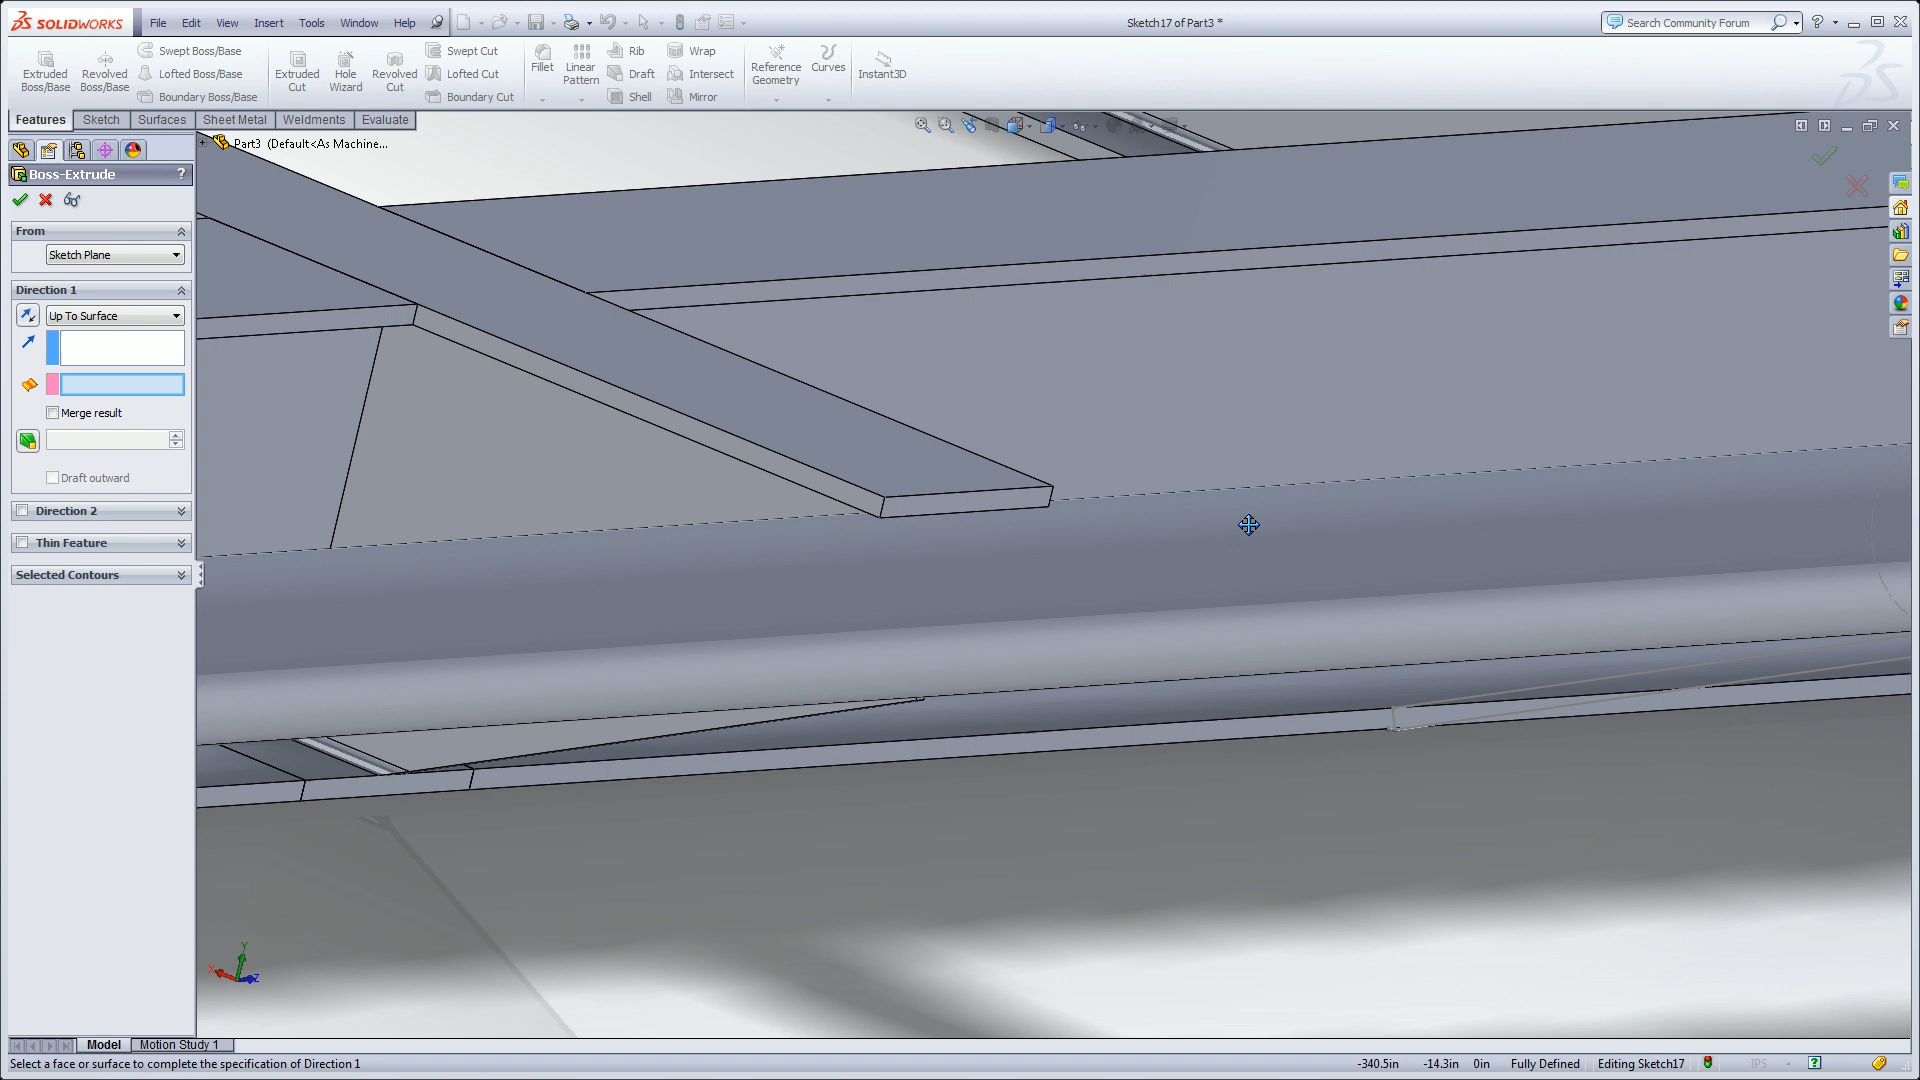 SOLIDWORKS File Edit View Insert Tools Window Help Sketch17 of Part3 * Search Community Forum
Extruded Boss/Base
Revolved Boss/Base
Swept Boss/Base
Lofted Boss/Base
Boundary Boss/Base
Extruded Cut
Hole Wizard
Revolved Cut
Swept Cut
Lofted Cut
Boundary Cut
Fillet
Linear Pattern
Rib
Draft
Shell
Wrap
Intersect
Mirror
Reference Geometry
Curves
Instant3D
Features Sketch Surfaces Sheet Metal Weldments Evaluate
Part3 (Default<As Machine...
Boss-Extrude ?
From
Sketch Plane
Direction 1
Up To Surface
Merge result
Draft outward
Direction 2
Thin Feature
Selected Contours
Y
X
Z
Model Motion Study 1
Select a face or surface to complete the specification of Direction 1 -340.5in -14.3in 0in Fully Defined Editing Sketch17 IPS